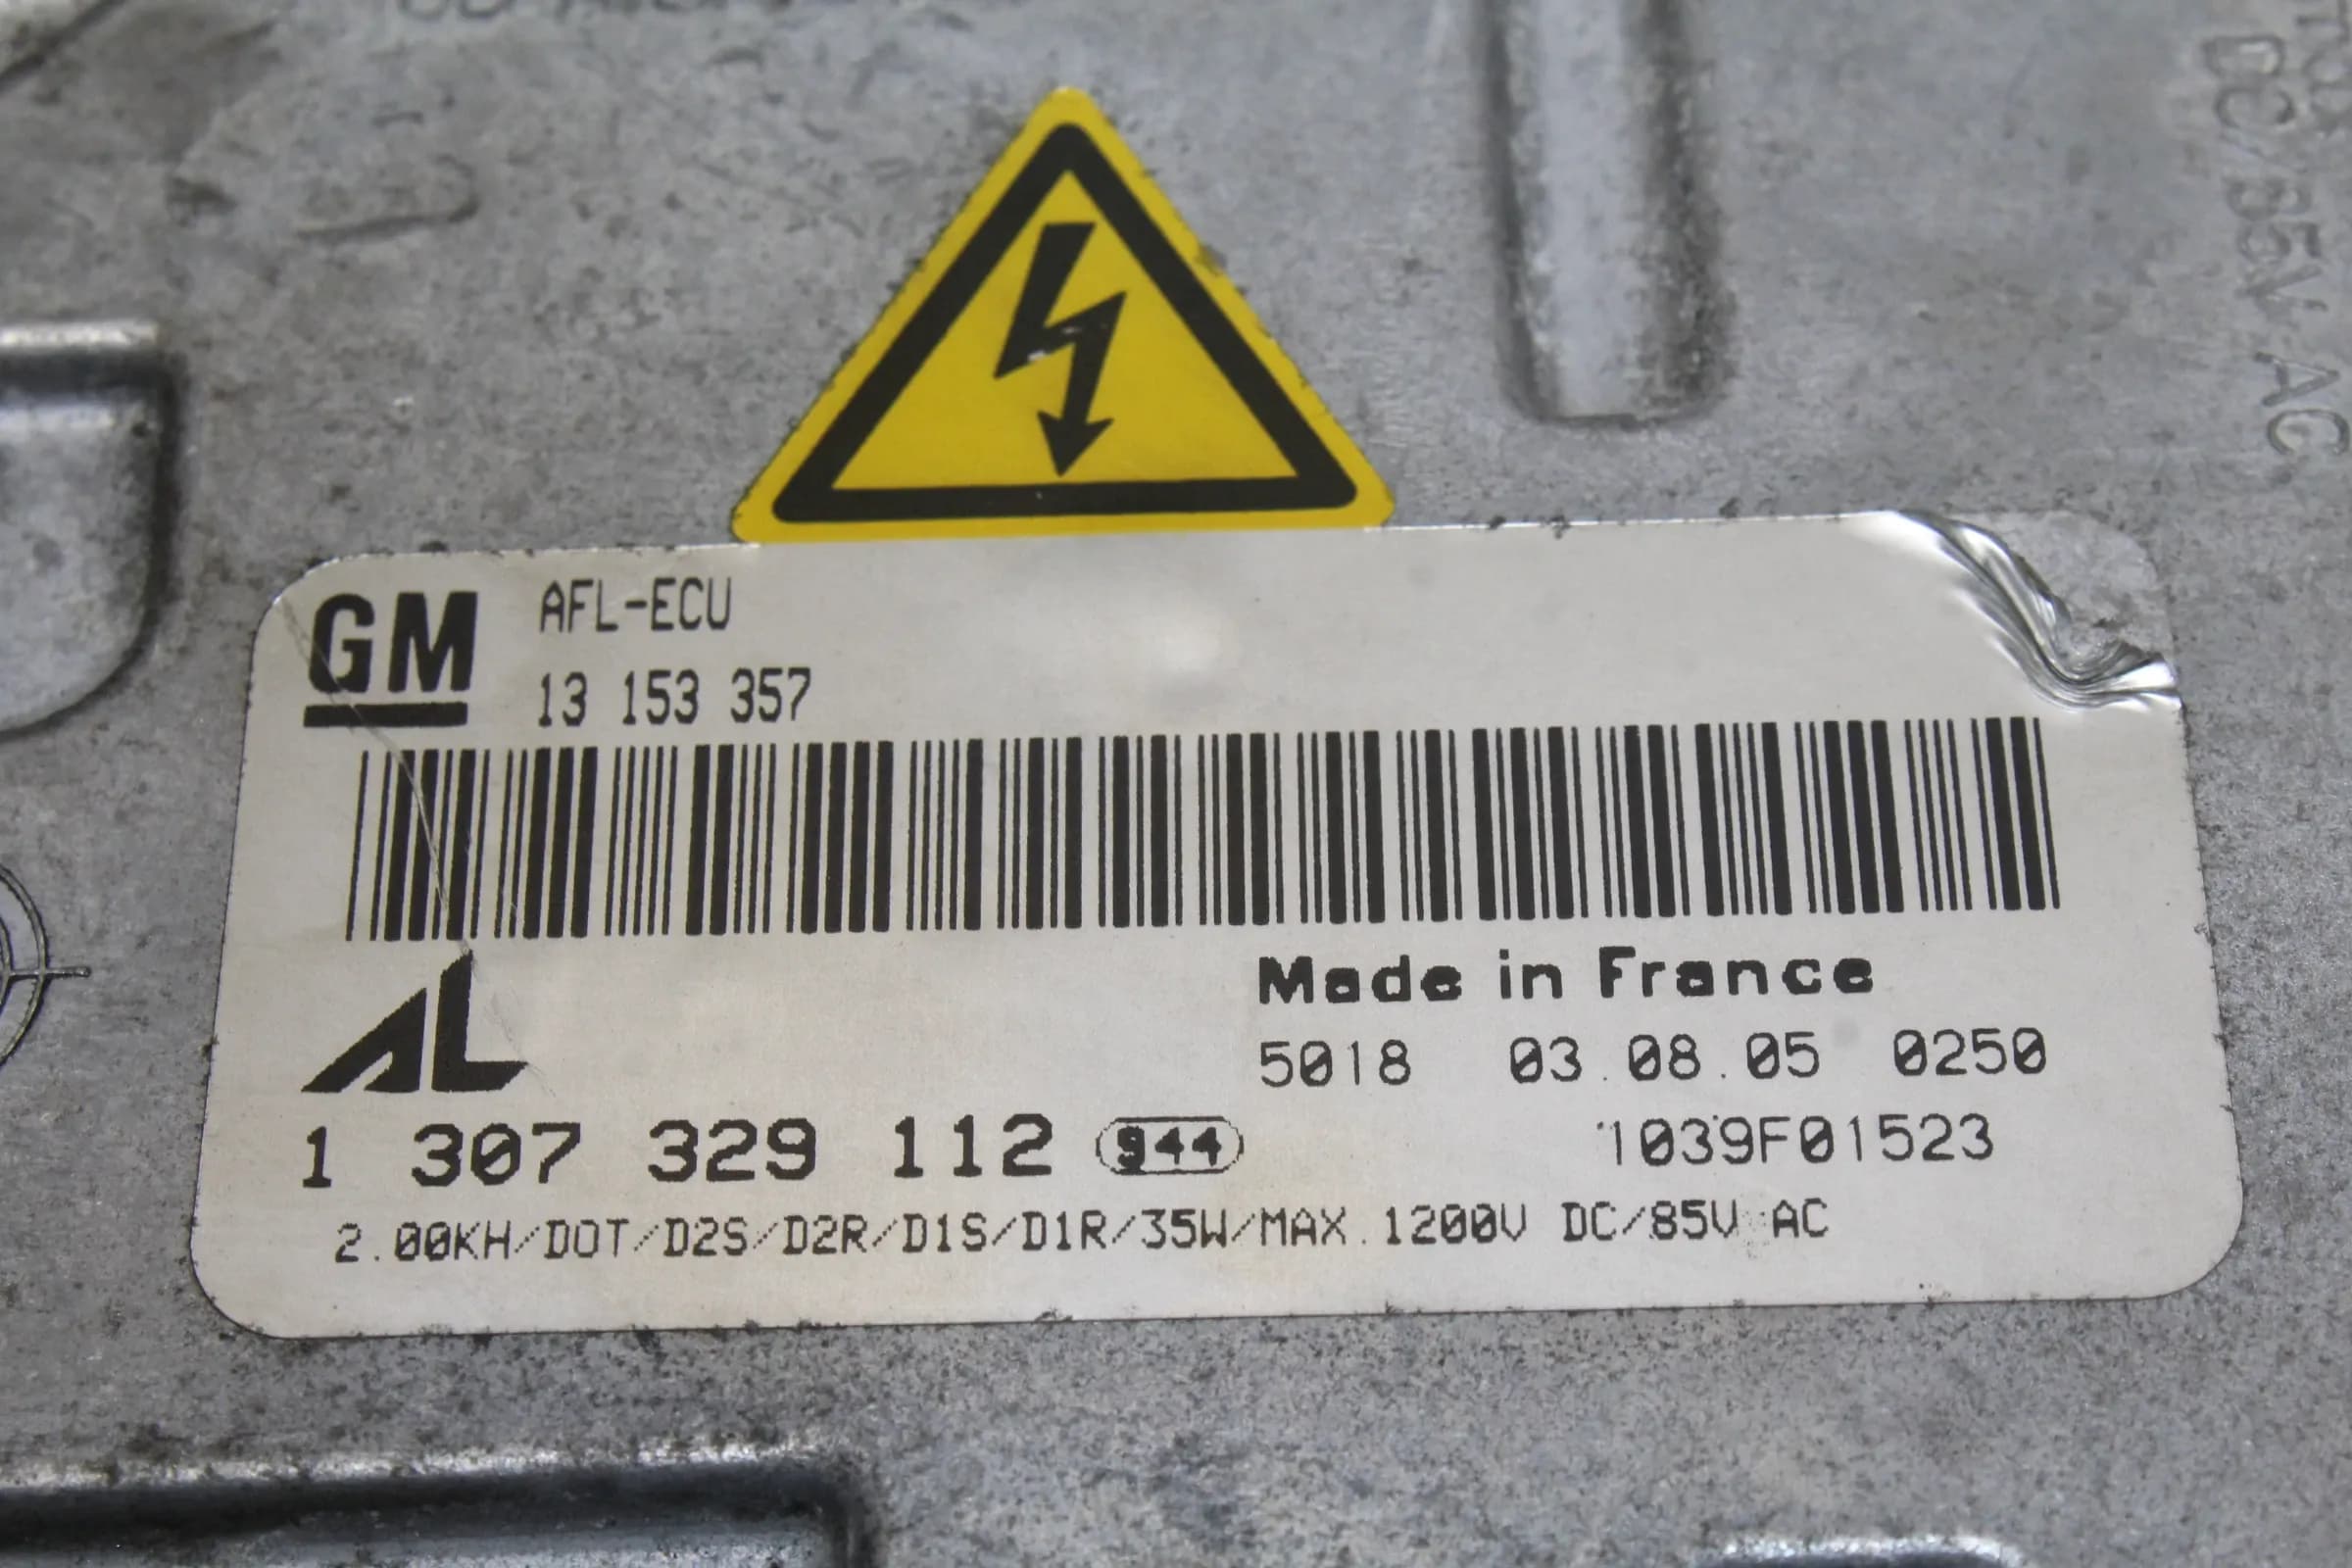 DC/85V AC
GM AFL-ECU
13 153 357
AL
Made in France
5018 03.08.05 0250
1 307 329 112 944 1039F01523
2.00KH/DOT/D2S/D2R/D1S/D1R/35W/MAX.1200V DC/85V AC